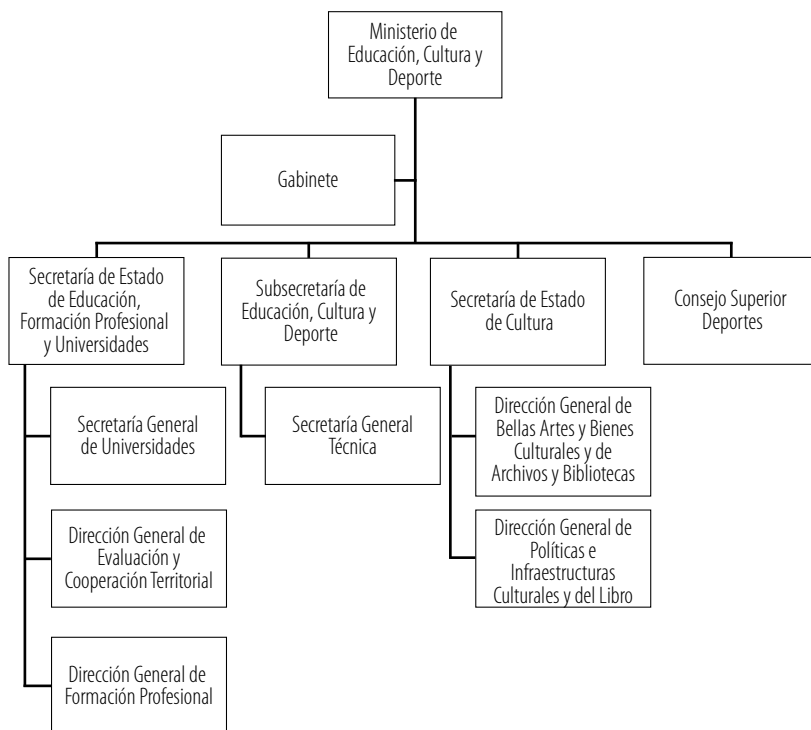 Ministerio de
Educación, Cultura y
Deporte
Gabinete
Secretaría de Estado
de Educación,
Formación Profesional
y Universidades
Subsecretaría de
Educación, Cultura y
Deporte
Secretaría de Estado
de Cultura
Consejo Superior
Deportes
Secretaría General
de Universidades
Secretaría General
Técnica
Dirección General de
Bellas Artes y Bienes
Culturales y de
Archivos y Bibliotecas
Dirección General de
Evaluación y
Cooperación Territorial
Dirección General de
Políticas e
Infraestructuras
Culturales y del Libro
Dirección General de
Formación Profesional